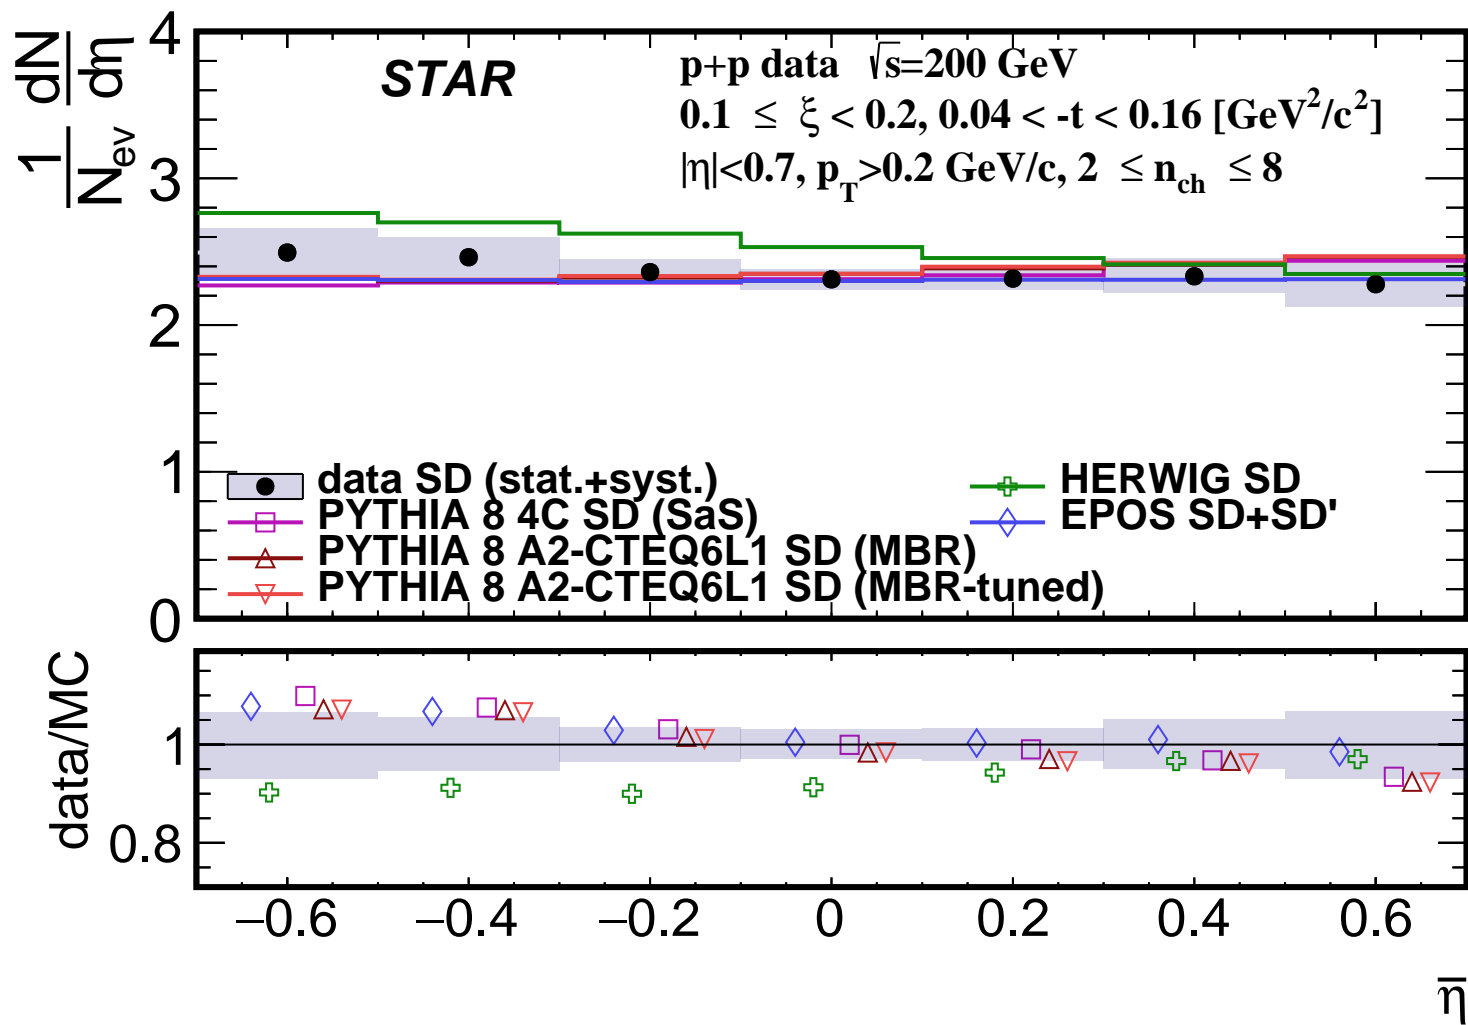 1/N_ev dN/dη
STAR
p+p data √s=200 GeV
0.1 ≤ ξ < 0.2, 0.04 < -t < 0.16 [GeV²/c²]
|η|<0.7, p_T>0.2 GeV/c, 2 ≤ n_ch ≤ 8
4
3
2
1
0
data SD (stat.+syst.)
PYTHIA 8 4C SD (SaS)
PYTHIA 8 A2-CTEQ6L1 SD (MBR)
PYTHIA 8 A2-CTEQ6L1 SD (MBR-tuned)
HERWIG SD
EPOS SD+SD'
data/MC
1
0.8
−0.6 −0.4 −0.2 0 0.2 0.4 0.6
η̅